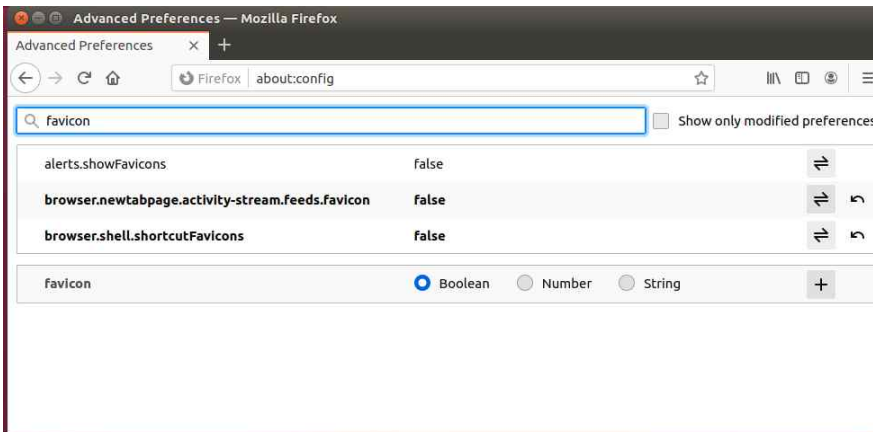 Advanced Preferences — Mozilla Firefox
Advanced Preferences
Firefox about:config
favicon Show only modified preferences
alerts.showFavicons false
browser.newtabpage.activity-stream.feeds.favicon false
browser.shell.shortcutFavicons false
favicon Boolean Number String